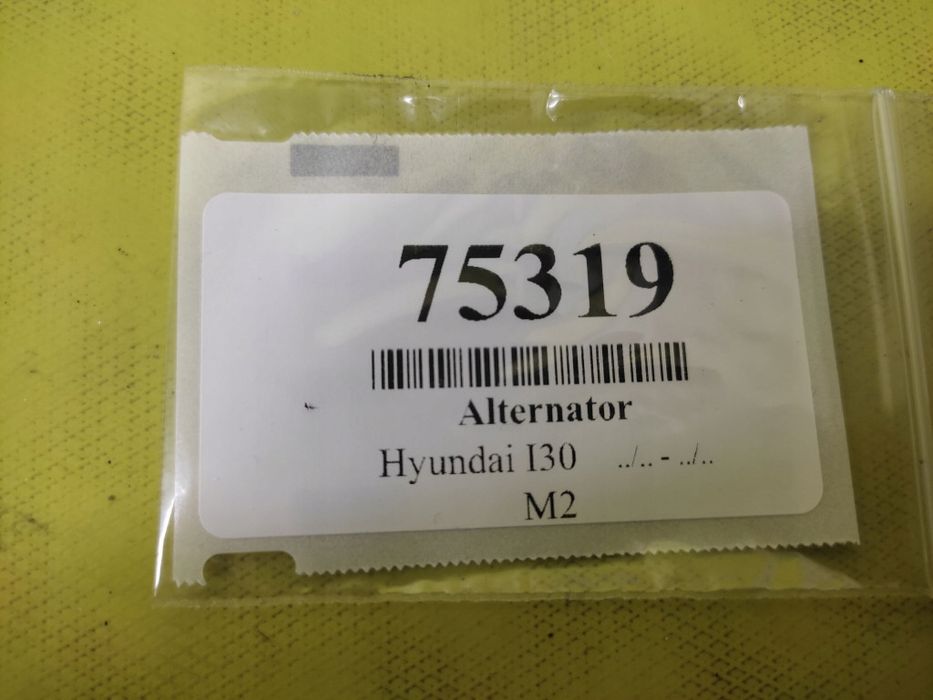 75319
Alternator
Hyundai I30 ../.. - ../..
M2